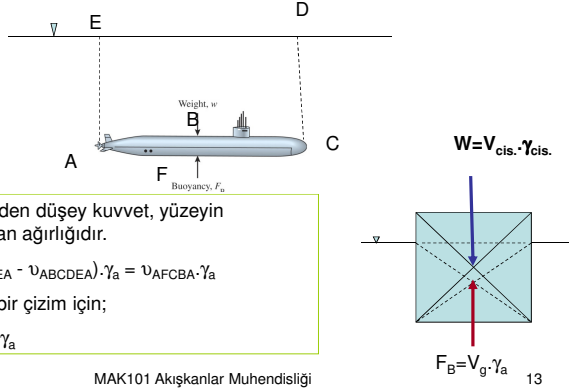 E
D
Weight, w
B
C
A
F
Buoyancy, F_B
W=V_cis.·γ_cis.
den düşey kuvvet, yüzeyin
an ağırlığıdır.
EA - υ_ABCDEA).γ_a = υ_AFCBA.γ_a
bir çizim için;
γ_a
F_B=V_g.γ_a
MAK101 Akışkanlar Muhendisliği
13